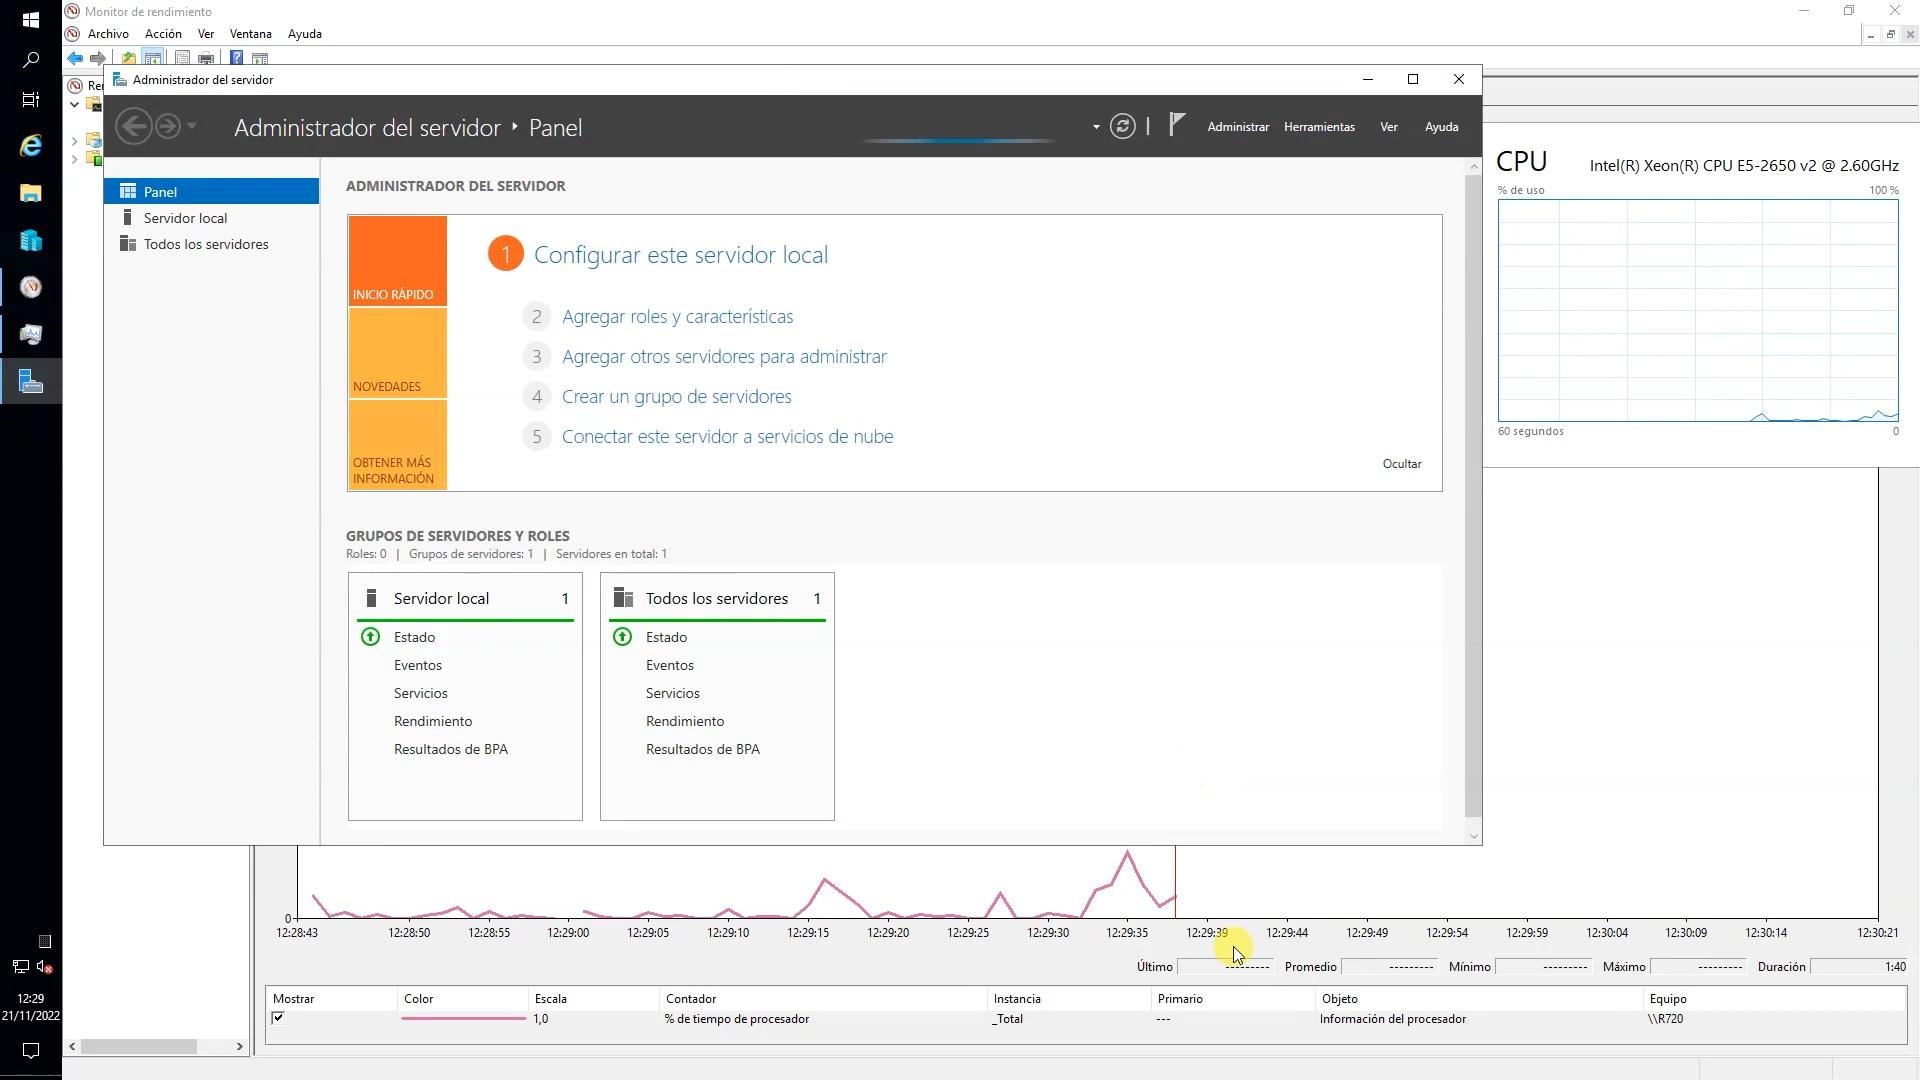 Monitor de rendimiento
Archivo Acción Ver Ventana Ayuda
Administrador del servidor
Administrador del servidor Panel
Administrar Herramientas Ver Ayuda
Panel
Servidor local
Todos los servidores
ADMINISTRADOR DEL SERVIDOR
INICIO RÁPIDO
NOVEDADES
OBTENER MÁS
INFORMACIÓN
1 Configurar este servidor local
2 Agregar roles y características
3 Agregar otros servidores para administrar
4 Crear un grupo de servidores
5 Conectar este servidor a servicios de nube
Ocultar
GRUPOS DE SERVIDORES Y ROLES
Roles: 0 | Grupos de servidores: 1 | Servidores en total: 1
Servidor local 1
Estado
Eventos
Servicios
Rendimiento
Resultados de BPA
Todos los servidores 1
Estado
Eventos
Servicios
Rendimiento
Resultados de BPA
CPU Intel(R) Xeon(R) CPU E5-2650 v2 @ 2.60GHz
% de uso 100 %
60 segundos 0
0
12:28:43 12:28:50 12:28:55 12:29:00 12:29:05 12:29:10 12:29:15 12:29:20 12:29:25 12:29:30 12:29:35 12:29:39 12:29:44 12:29:49 12:29:54 12:29:59 12:30:04 12:30:09 12:30:14 12:30:21
Último --------- Promedio --------- Mínimo --------- Máximo --------- Duración 1:40
Mostrar Color Escala Contador Instancia Primario Objeto Equipo
1,0 % de tiempo de procesador _Total --- Información del procesador \\R720
12:29
21/11/2022